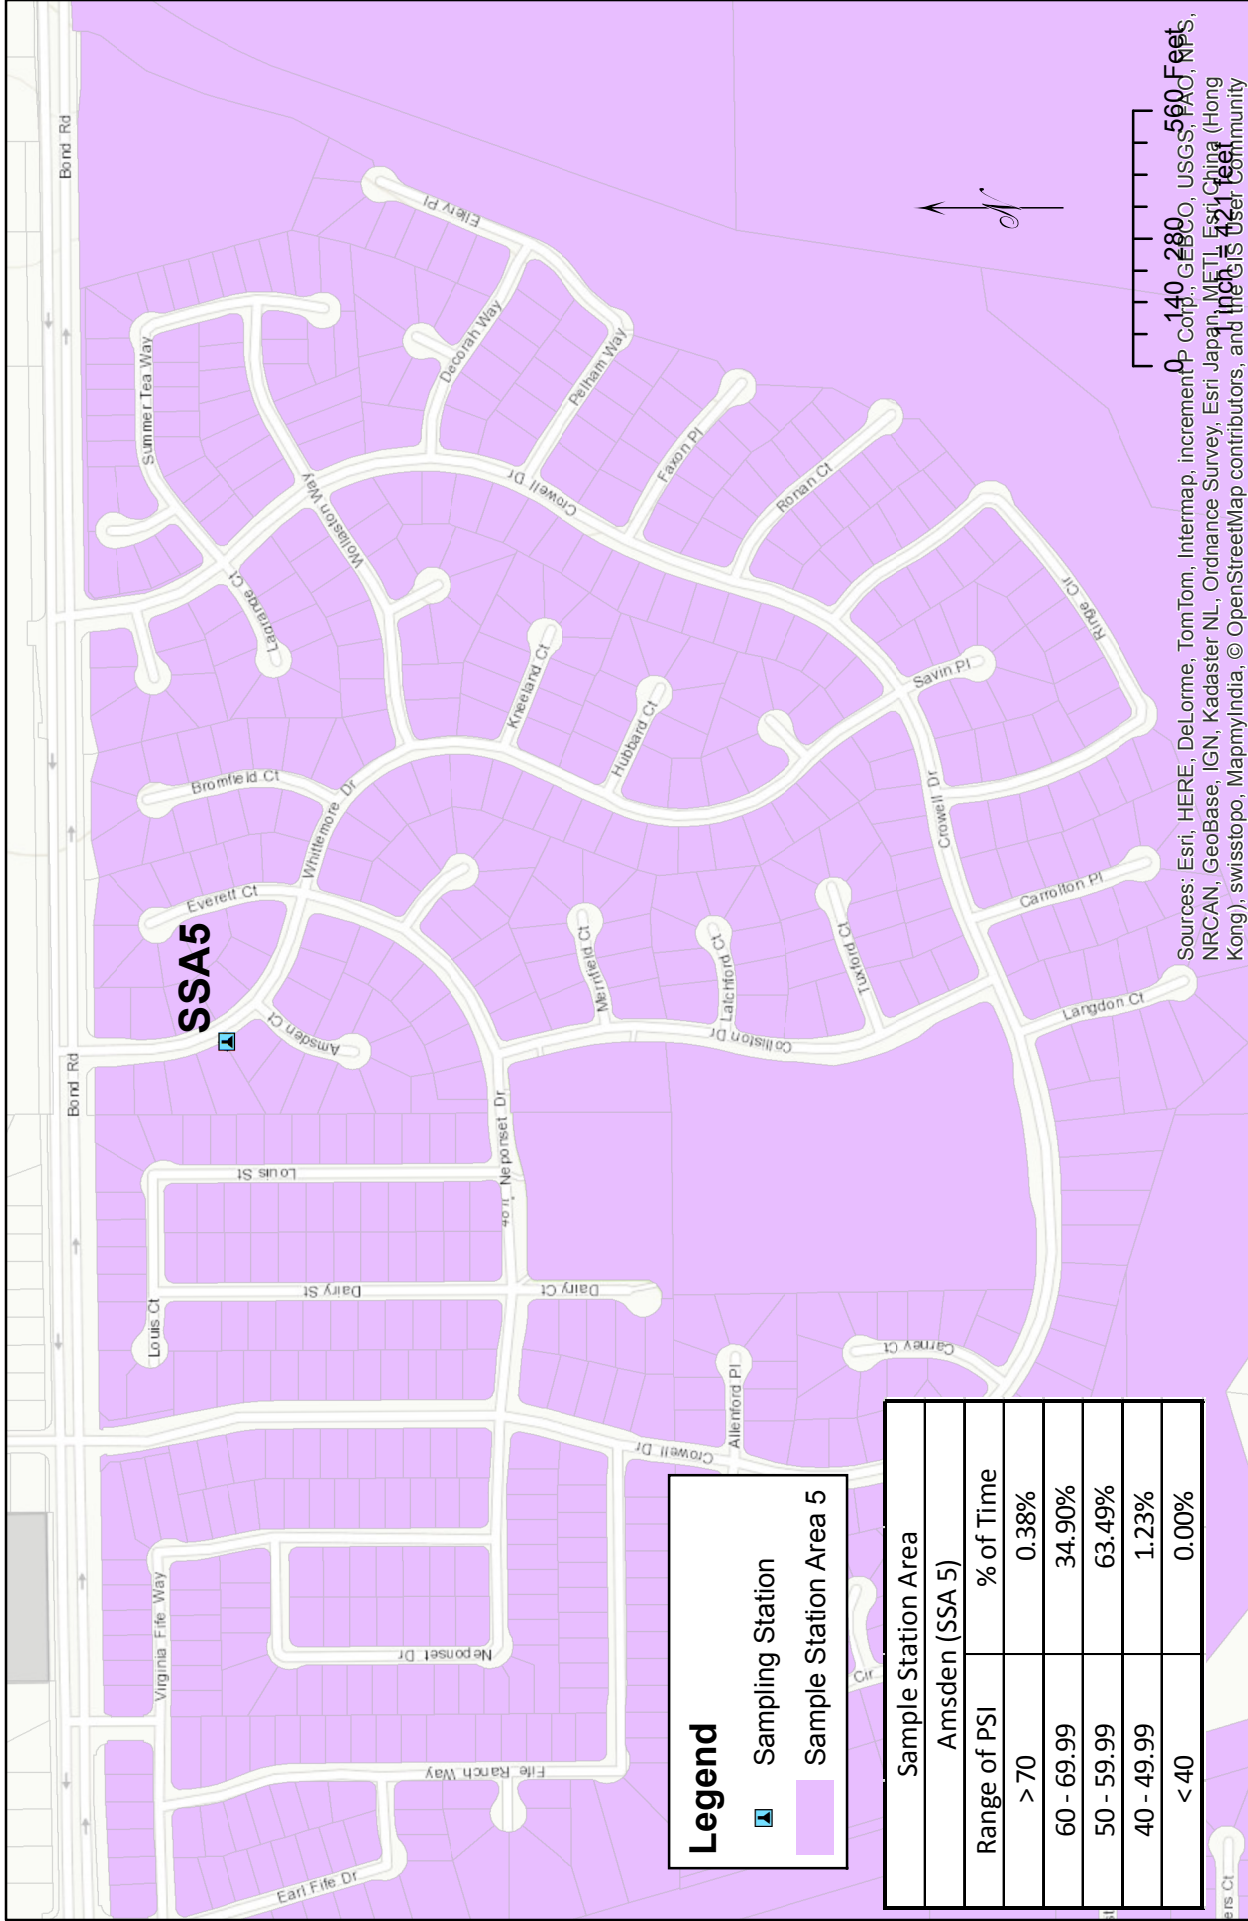 Bond Rd
Bond Rd
Summer Tea Way
Ellery Pl
Decorah Way
Pelham Way
Wollaston Way
Lagrange Ct
Crowell Dr
Faxon Pl
Ronan Ct
Ringe Cir
Kneeland Ct
Hubbard Ct
Savin Pl
Bromfield Ct
Whittemore Dr
Everett Ct
SSA5
Amsden Ct
Merrifield Ct
Latchford Ct
Tuxford Ct
Colliston Dr
Crowell Dr
Carrolton Pl
Langdon Ct
Louis St
Neponset Dr
Louis Ct
Dairy St
Dairy Ct
Carney Ct
Allenford Pl
Crowell Dr
Virginia Fife Way
Neponset Dr
Fife Ranch Way
Earl Fife Dr
Cir
st
ers Ct
Legend
Sampling Station
Sample Station Area 5
Sample Station Area
Amsden (SSA 5)
Range of PSI % of Time
> 70 0.38%
60 - 69.99 34.90%
50 - 59.99 63.49%
40 - 49.99 1.23%
< 40 0.00%
N
0 140 280 560 Feet
1 inch = 421 feet
Sources: Esri, HERE, DeLorme, TomTom, Intermap, increment P Corp., GEBCO, USGS, FAO, NPS,
NRCAN, GeoBase, IGN, Kadaster NL, Ordnance Survey, Esri Japan, METI, Esri China (Hong
Kong), swisstopo, MapmyIndia, © OpenStreetMap contributors, and the GIS User Community